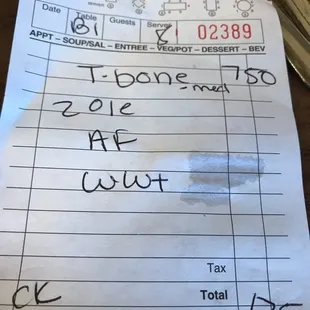 Date Table Guests Server
B1 8 02389
APPT – SOUP/SAL – ENTREE – VEG/POT – DESSERT – BEV
T-bone 750
-med
2 ole
AF
WWT
Tax
CK Total